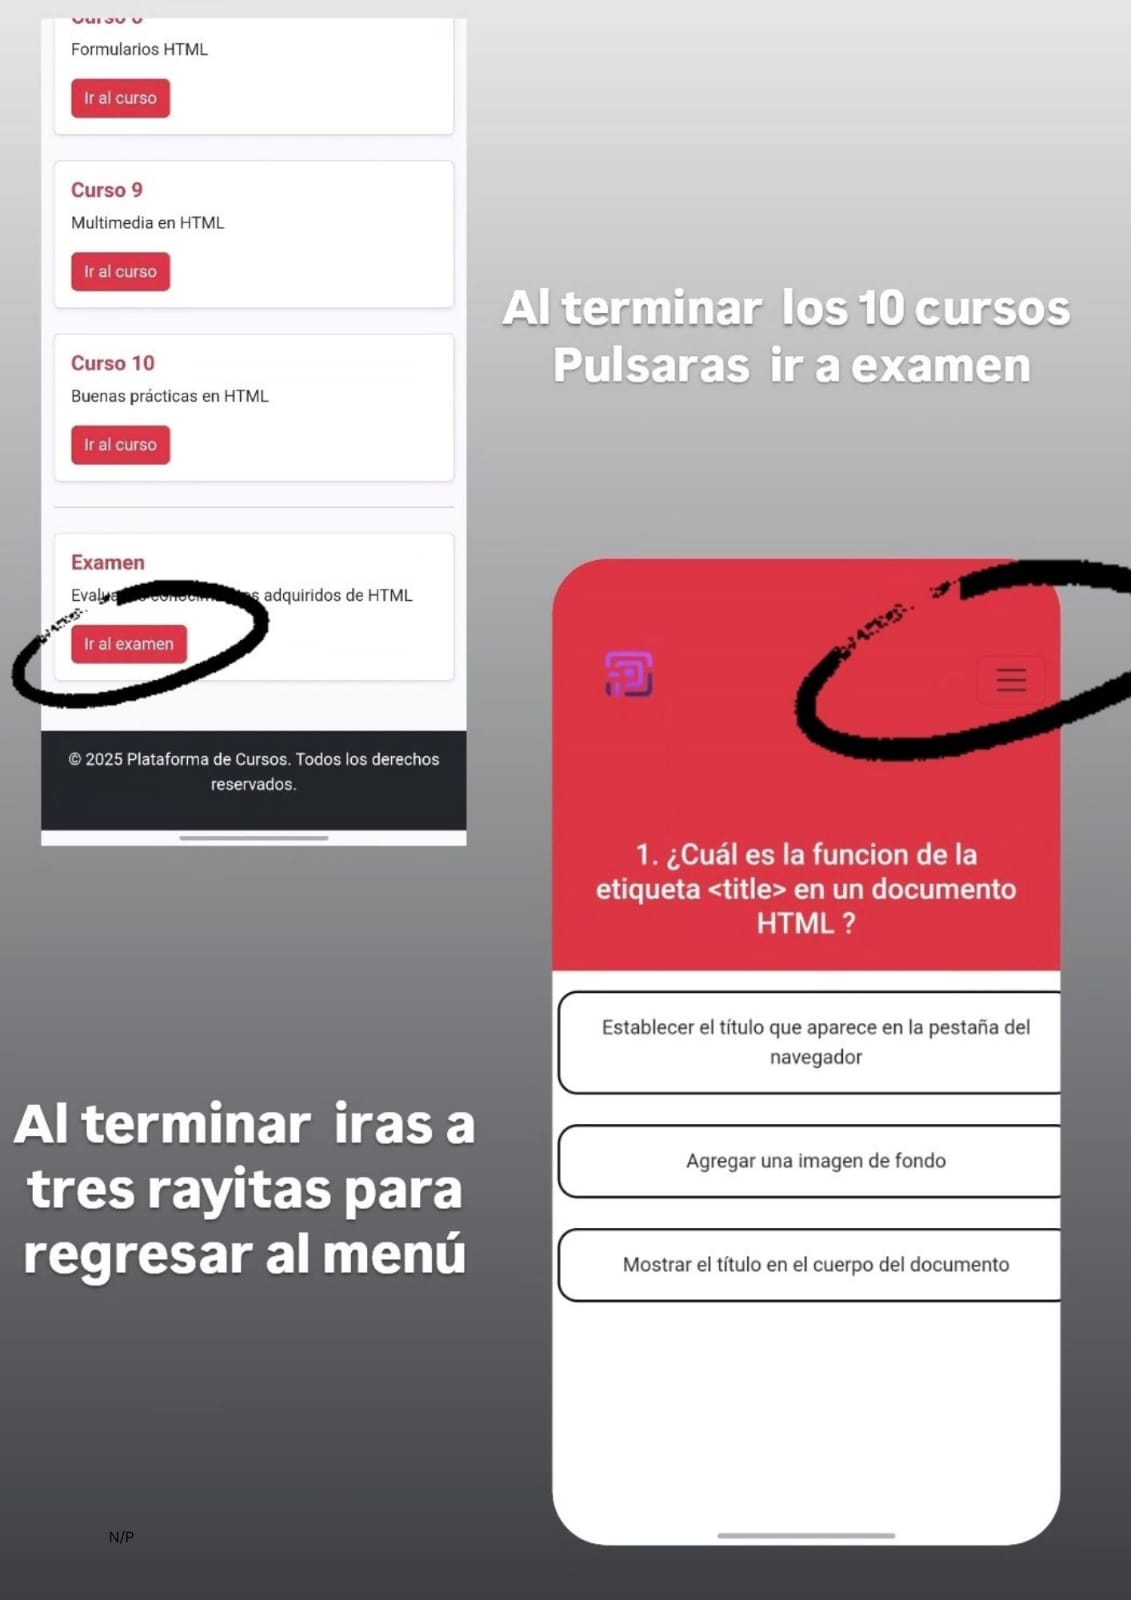 Formularios HTML
Ir al curso
Curso 9
Multimedia en HTML
Ir al curso
Curso 10
Buenas prácticas en HTML
Ir al curso
Examen
adquiridos de HTML
Ir al examen
© 2025 Plataforma de Cursos. Todos los derechos
reservados.
Al terminar los 10 cursos
Pulsaras ir a examen
1. ¿Cuál es la funcion de la
etiqueta <title> en un documento
HTML ?
Establecer el título que aparece en la pestaña del
navegador
Agregar una imagen de fondo
Mostrar el título en el cuerpo del documento
Al terminar iras a
tres rayitas para
regresar al menú
N/P